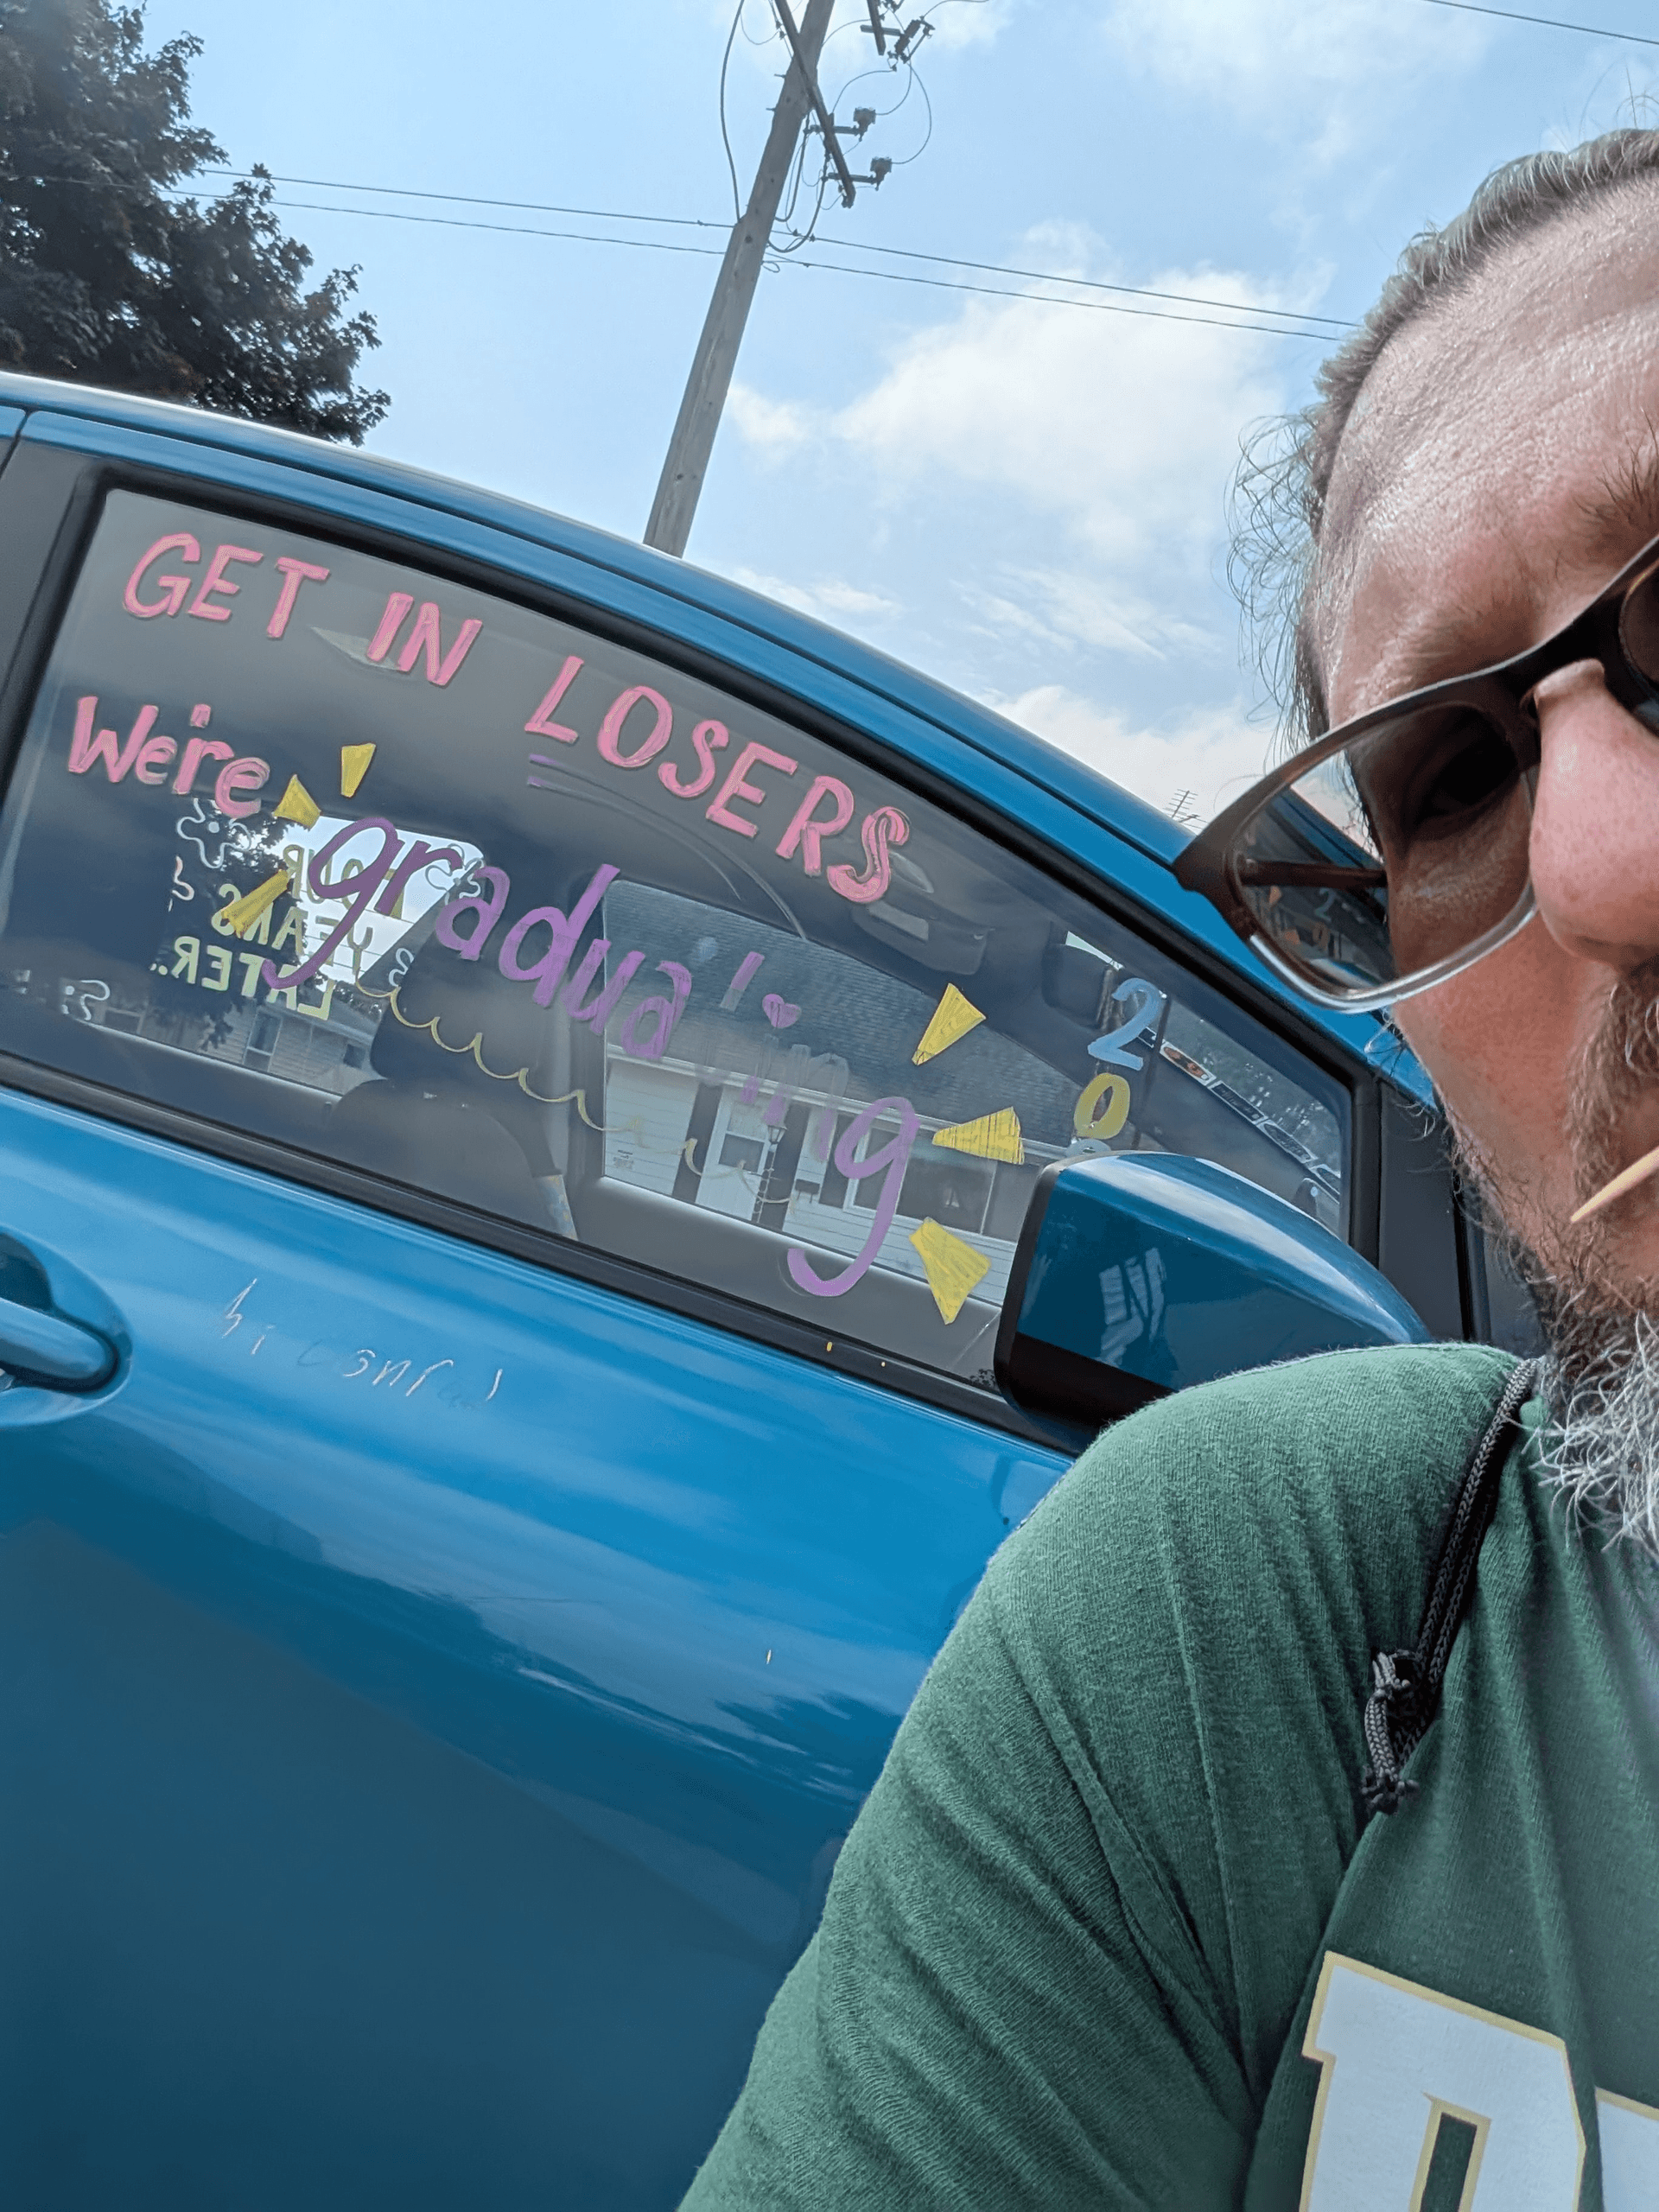 GET IN LOSERS
We're
graduating
FOUR
YEARS
LATER..
2
0